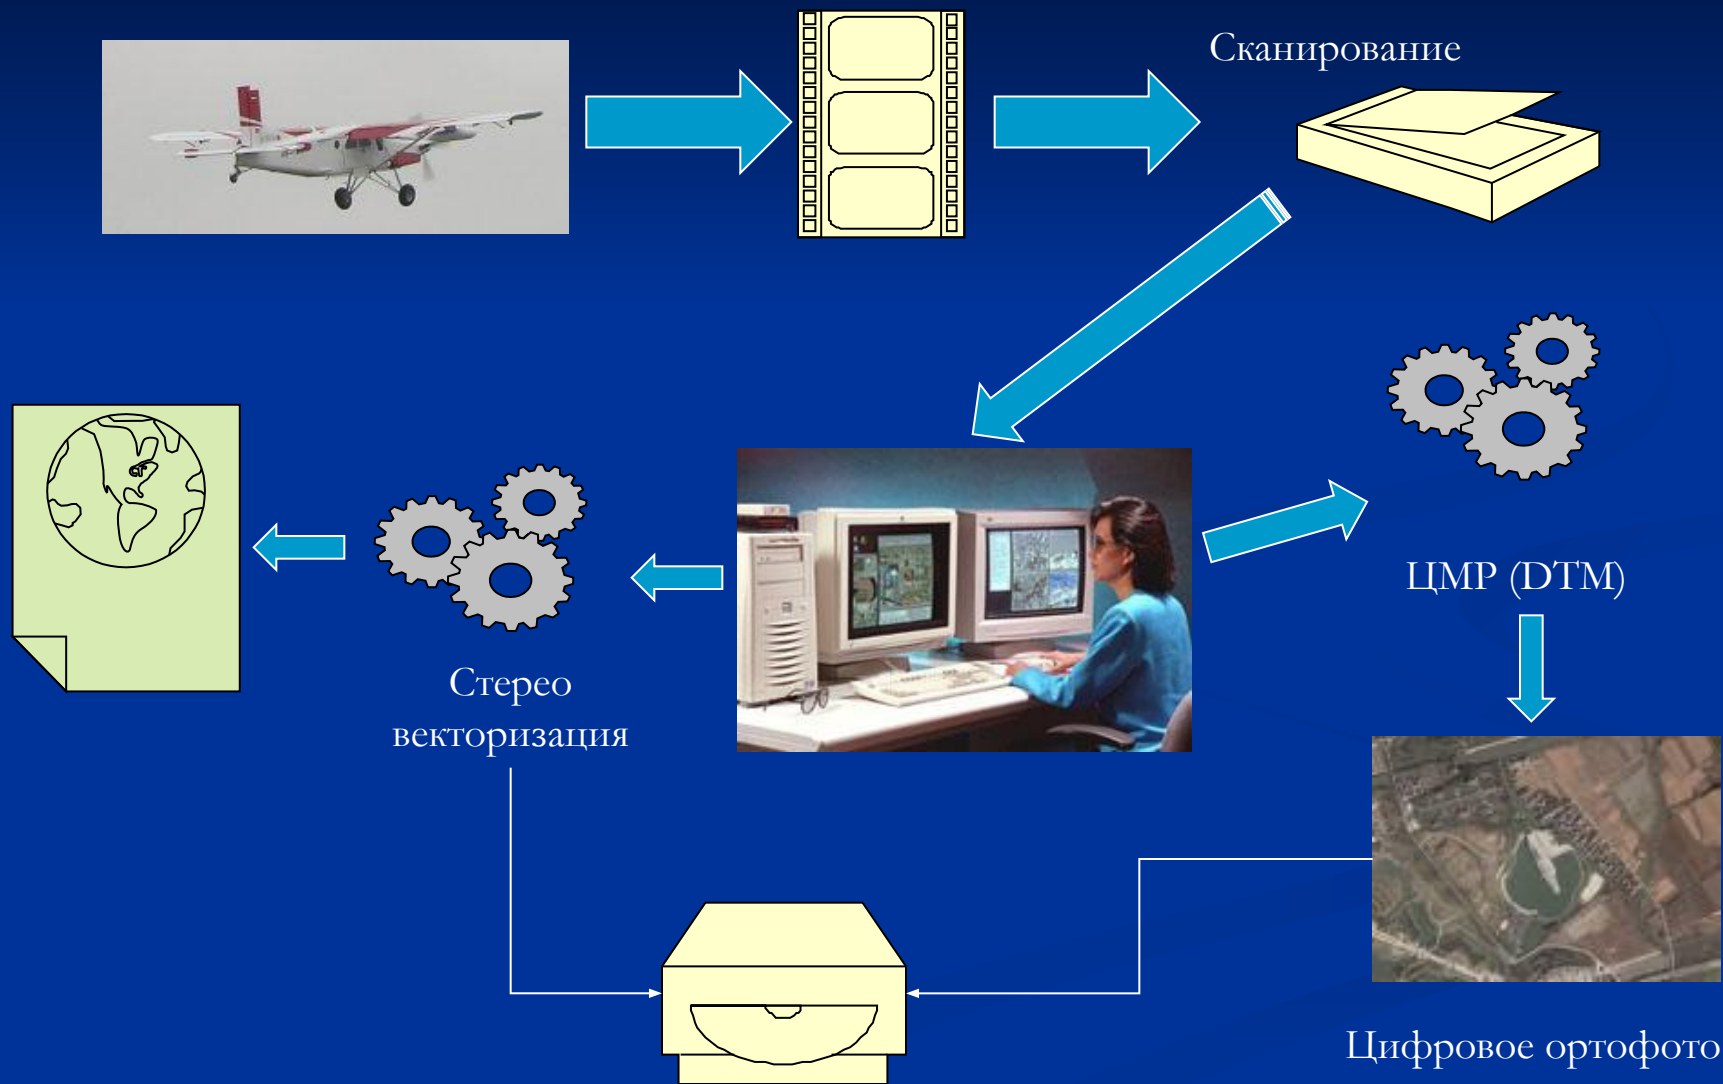 Сканирование
ЦМР (DTM)
Стерео
векторизация
Цифровое ортофото